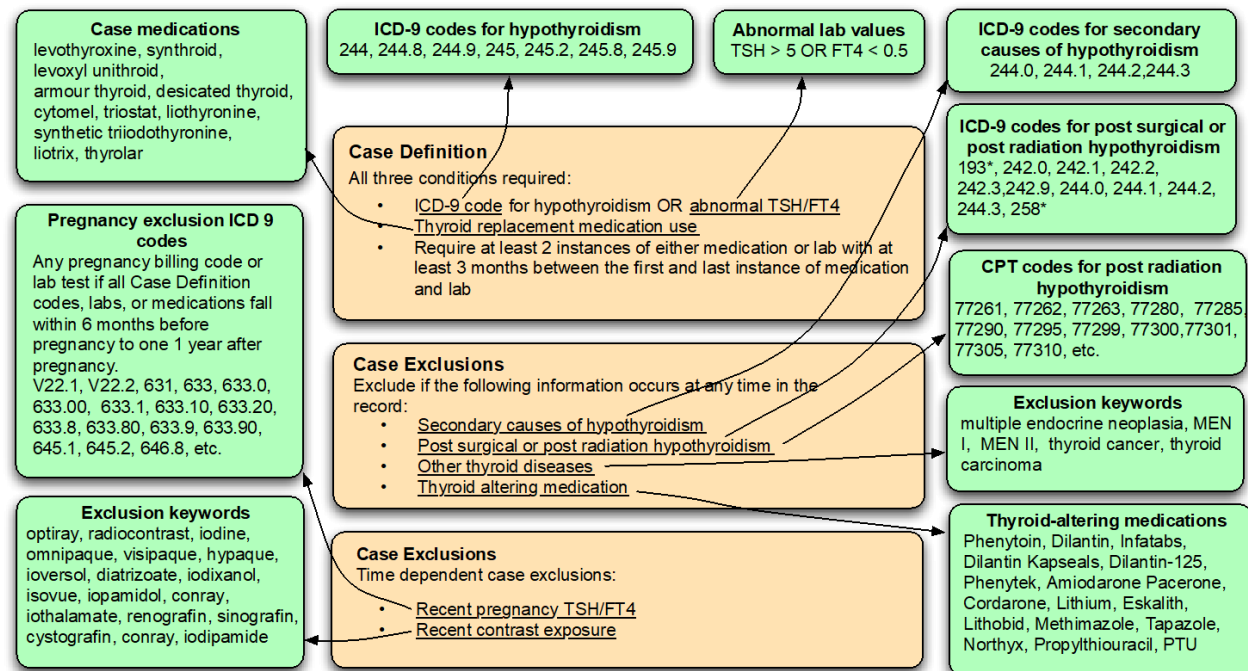 Case medications
levothyroxine, synthroid,
levoxyl unithroid,
armour thyroid, desicated thyroid,
cytomel, triostat, liothyronine,
synthetic triiodothyronine,
liotrix, thyrolar
ICD-9 codes for hypothyroidism
244, 244.8, 244.9, 245, 245.2, 245.8, 245.9
Abnormal lab values
TSH > 5 OR FT4 < 0.5
ICD-9 codes for secondary
causes of hypothyroidism
244.0, 244.1, 244.2,244.3
ICD-9 codes for post surgical or
post radiation hypothyroidism
193*, 242.0, 242.1, 242.2,
242.3,242.9, 244.0, 244.1, 244.2,
244.3, 258*
Case Definition
All three conditions required:
• ICD-9 code for hypothyroidism OR abnormal TSH/FT4
• Thyroid replacement medication use
• Require at least 2 instances of either medication or lab with at
least 3 months between the first and last instance of medication
and lab
Pregnancy exclusion ICD 9
codes
Any pregnancy billing code or
lab test if all Case Definition
codes, labs, or medications fall
within 6 months before
pregnancy to one 1 year after
pregnancy.
V22.1, V22.2, 631, 633, 633.0,
633.00, 633.1, 633.10, 633.20,
633.8, 633.80, 633.9, 633.90,
645.1, 645.2, 646.8, etc.
CPT codes for post radiation
hypothyroidism
77261, 77262, 77263, 77280, 77285,
77290, 77295, 77299, 77300,77301,
77305, 77310, etc.
Case Exclusions
Exclude if the following information occurs at any time in the
record:
• Secondary causes of hypothyroidism
• Post surgical or post radiation hypothyroidism
• Other thyroid diseases
• Thyroid altering medication
Exclusion keywords
multiple endocrine neoplasia, MEN
I, MEN II, thyroid cancer, thyroid
carcinoma
Exclusion keywords
optiray, radiocontrast, iodine,
omnipaque, visipaque, hypaque,
ioversol, diatrizoate, iodixanol,
isovue, iopamidol, conray,
iothalamate, renografin, sinografin,
cystografin, conray, iodipamide
Case Exclusions
Time dependent case exclusions:
• Recent pregnancy TSH/FT4
• Recent contrast exposure
Thyroid-altering medications
Phenytoin, Dilantin, Infatabs,
Dilantin Kapseals, Dilantin-125,
Phenytek, Amiodarone Pacerone,
Cordarone, Lithium, Eskalith,
Lithobid, Methimazole, Tapazole,
Northyx, Propylthiouracil, PTU